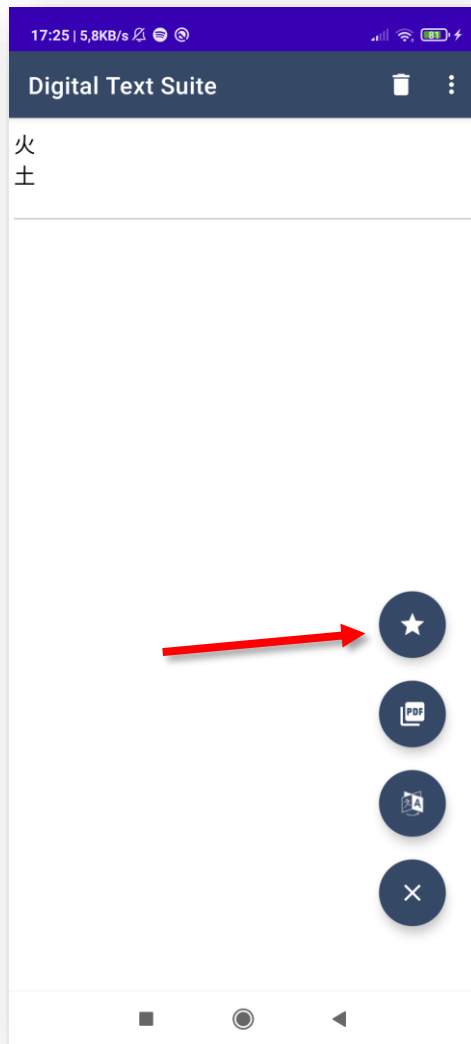 17:25 | 5,8KB/s
81
Digital Text Suite
火
土
PDF
A